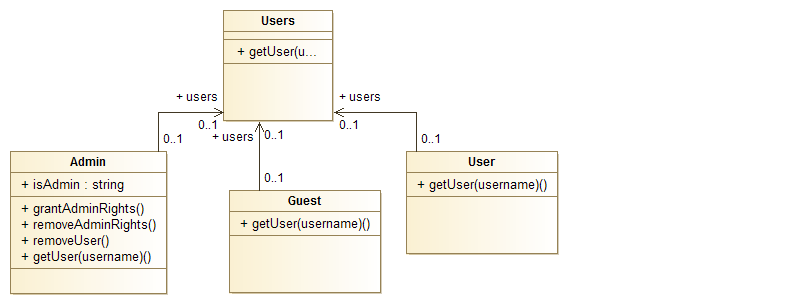 Users
+ getUser(u...
+ users
0..1
0..1
+ users
0..1
0..1
+ users
0..1
0..1
Admin
+ isAdmin : string
+ grantAdminRights()
+ removeAdminRights()
+ removeUser()
+ getUser(username)()
Guest
+ getUser(username)()
User
+ getUser(username)()